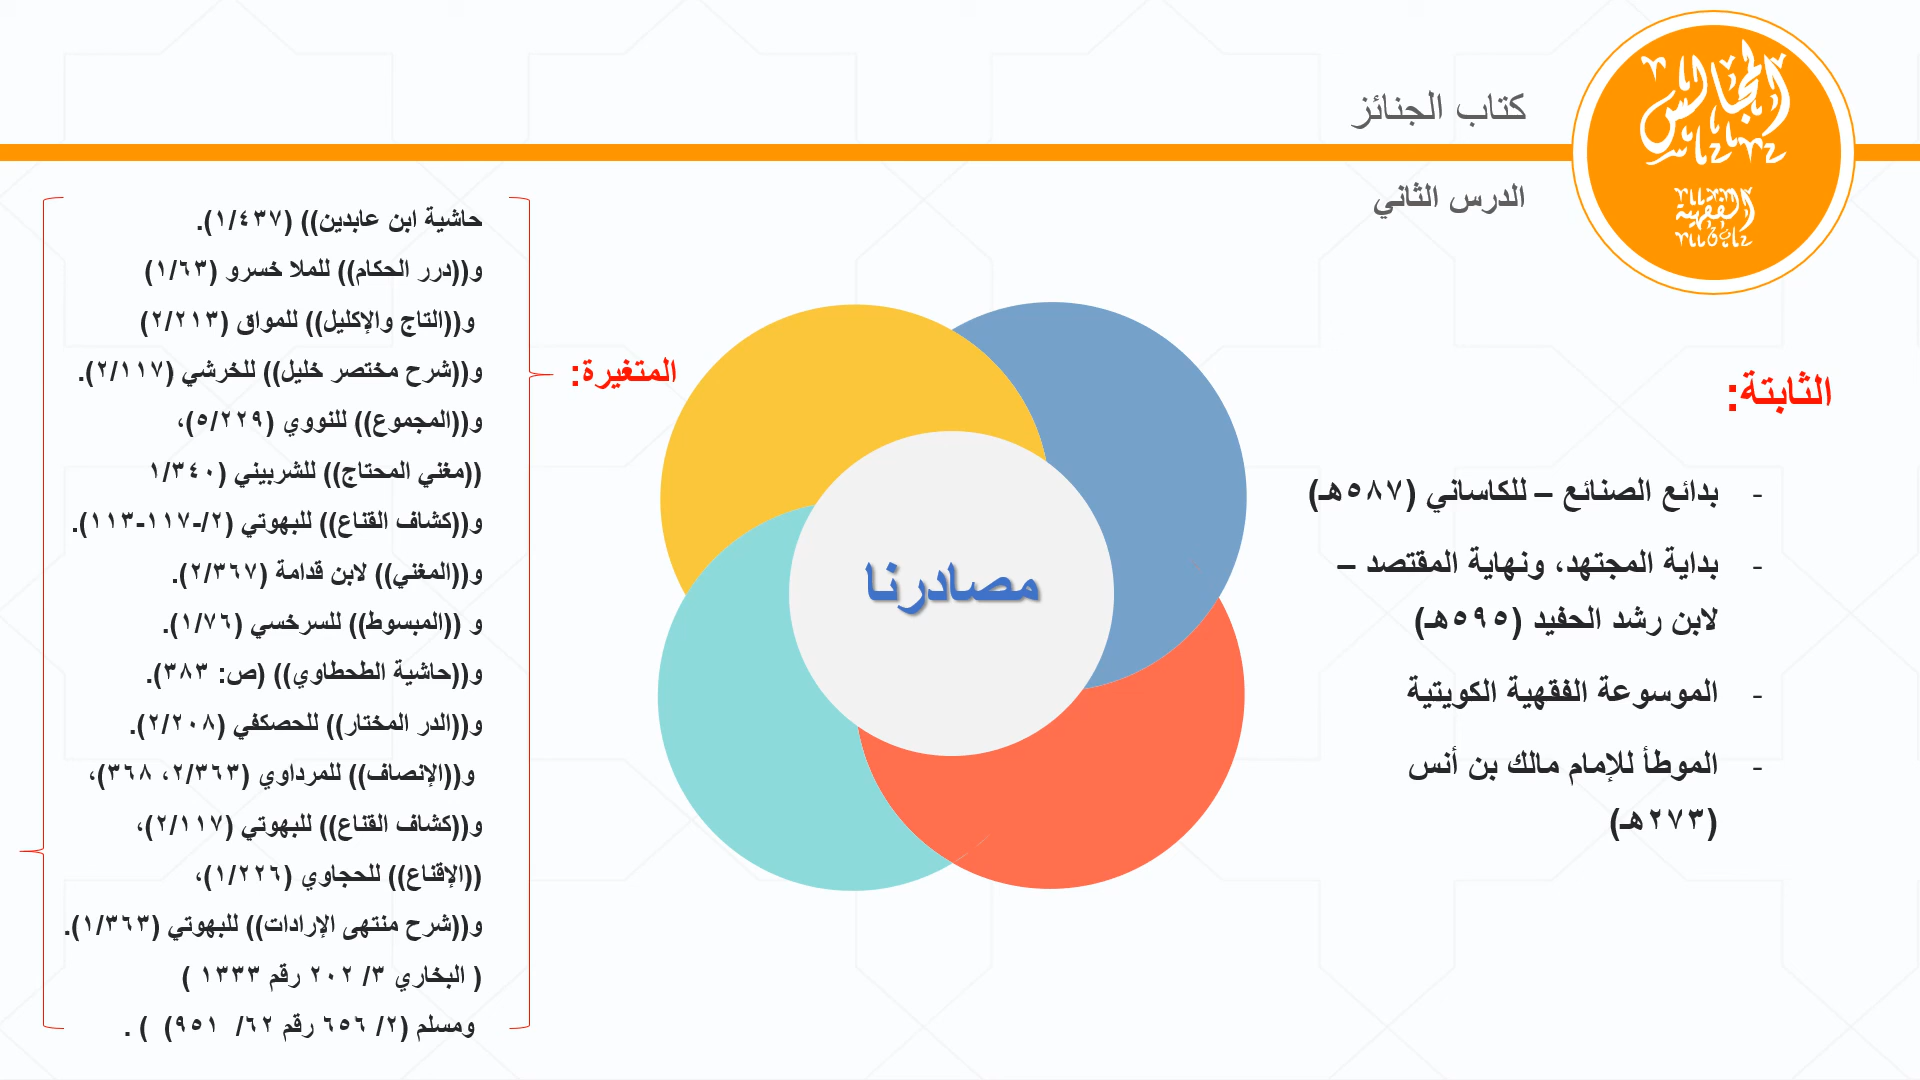 المجالس
الفقهية
كتاب الجنائز
الدرس الثاني
الثابتة:
- بدائع الصنائع – للكاساني (٥٨٧هـ)
- بداية المجتهد، ونهاية المقتصد –
لابن رشد الحفيد (٥٩٥هـ)
- الموسوعة الفقهية الكويتية
- الموطأ للإمام مالك بن أنس
(٢٧٣هـ)
مصادرنا
المتغيرة:
حاشية ابن عابدين)) (١/٤٣٧).
و((درر الحكام)) للملا خسرو (١/٦٣)
و((التاج والإكليل)) للمواق (٢/٢١٣)
و((شرح مختصر خليل)) للخرشي (٢/١١٧).
و((المجموع)) للنووي (٥/٢٢٩)،
((مغني المحتاج)) للشربيني (١/٣٤٠
و((كشاف القناع)) للبهوتي (٢/-١١٧-١١٣).
و((المغني)) لابن قدامة (٢/٣٦٧).
و ((المبسوط)) للسرخسي (١/٧٦).
و((حاشية الطحطاوي)) (ص: ٣٨٣).
و((الدر المختار)) للحصكفي (٢/٢٠٨).
و((الإنصاف)) للمرداوي (٢/٣٦٣، ٣٦٨)،
و((كشاف القناع)) للبهوتي (٢/١١٧)،
((الإقناع)) للحجاوي (١/٢٢٦)،
و((شرح منتهى الإرادات)) للبهوتي (١/٣٦٣).
( البخاري ٣/ ٢٠٢ رقم ١٣٣٣ )
ومسلم (٢/ ٦٥٦ رقم ٦٢/ ٩٥١) ) .